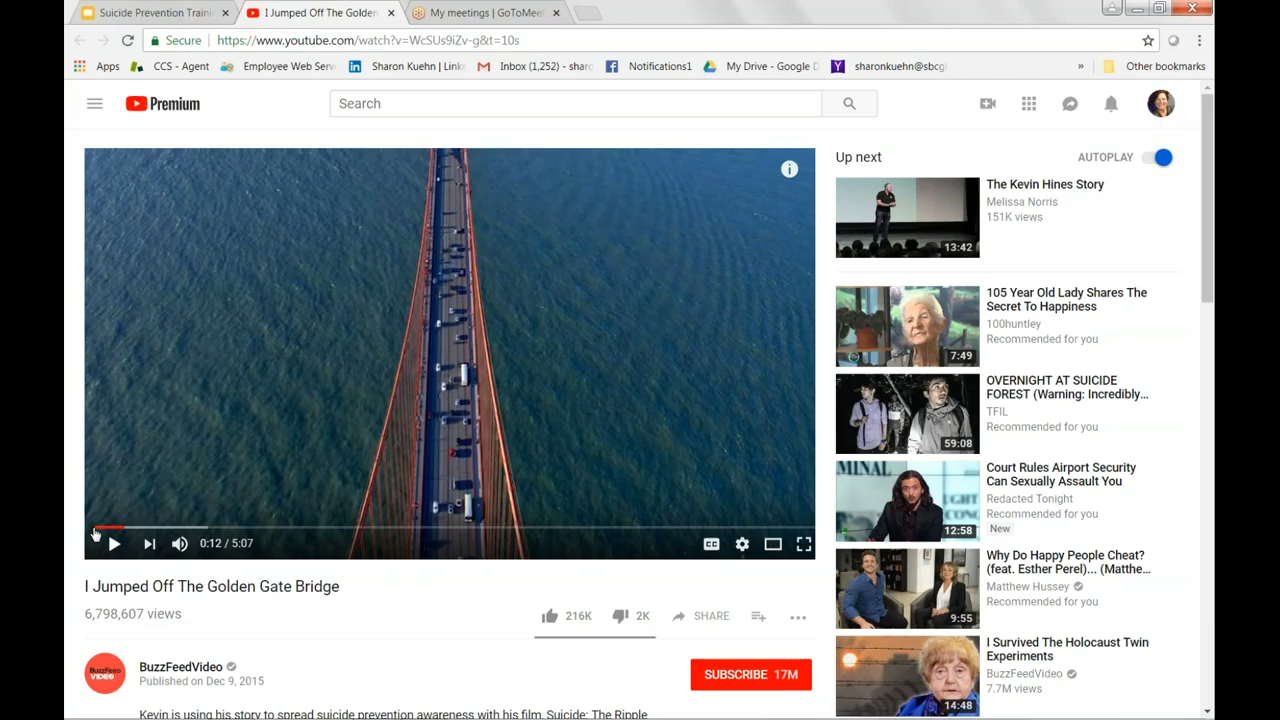 Suicide Prevention Traini
I Jumped Off The Golden
My meetings | GoToMeet
Secure
https://www.youtube.com/watch?v=WcSUs9iZv-g&t=10s
Apps
CCS - Agent
Employee Web Servi
Sharon Kuehn | Link
Inbox (1,252) - sharo
Notifications1
My Drive - Google D
sharonkuehn@sbcgl
»
Other bookmarks
Premium
Search
Up next
AUTOPLAY
The Kevin Hines Story
Melissa Norris
151K views
13:42
105 Year Old Lady Shares The
Secret To Happiness
100huntley
Recommended for you
7:49
OVERNIGHT AT SUICIDE
FOREST (Warning: Incredibly...
TFIL
Recommended for you
59:08
MINAL
Court Rules Airport Security
Can Sexually Assault You
Redacted Tonight
Recommended for you
New
12:58
Why Do Happy People Cheat?
(feat. Esther Perel)... (Matthe...
Matthew Hussey
Recommended for you
9:55
I Survived The Holocaust Twin
Experiments
BuzzFeedVideo
7.7M views
14:48
0:12 / 5:07
CC
I Jumped Off The Golden Gate Bridge
6,798,607 views
216K
2K
SHARE
BuzzFeed
VIDEO
BuzzFeedVideo
Published on Dec 9, 2015
SUBSCRIBE 17M
Kevin is using his story to spread suicide prevention awareness with his film, Suicide: The Ripple